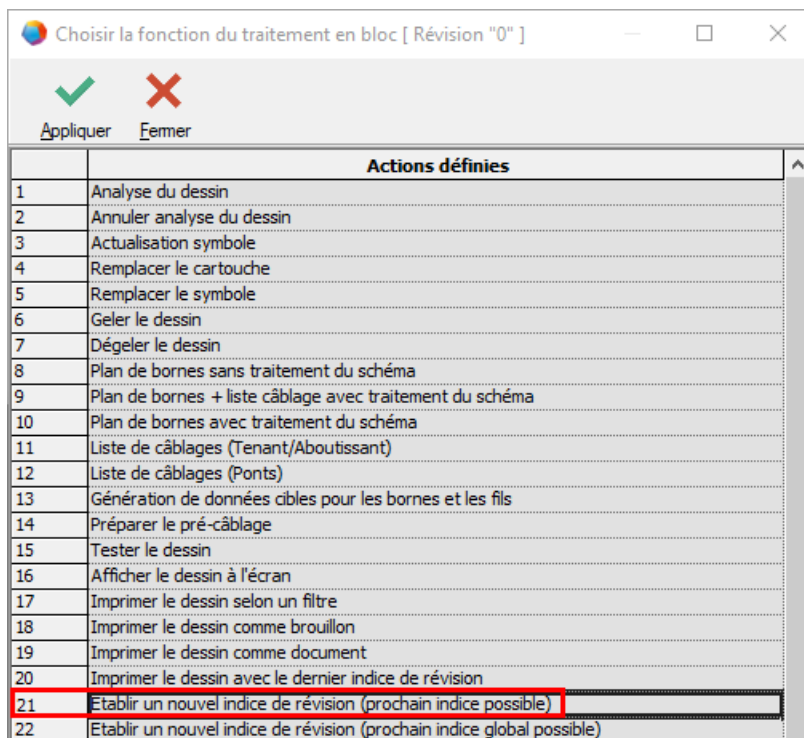 Choisir la fonction du traitement en bloc [ Révision "0" ]
Appliquer Fermer
Actions définies
1 Analyse du dessin
2 Annuler analyse du dessin
3 Actualisation symbole
4 Remplacer le cartouche
5 Remplacer le symbole
6 Geler le dessin
7 Dégeler le dessin
8 Plan de bornes sans traitement du schéma
9 Plan de bornes + liste câblage avec traitement du schéma
10 Plan de bornes avec traitement du schéma
11 Liste de câblages (Tenant/Aboutissant)
12 Liste de câblages (Ponts)
13 Génération de données cibles pour les bornes et les fils
14 Préparer le pré-câblage
15 Tester le dessin
16 Afficher le dessin à l'écran
17 Imprimer le dessin selon un filtre
18 Imprimer le dessin comme brouillon
19 Imprimer le dessin comme document
20 Imprimer le dessin avec le dernier indice de révision
21 Etablir un nouvel indice de révision (prochain indice possible)
22 Etablir un nouvel indice de révision (prochain indice global possible)